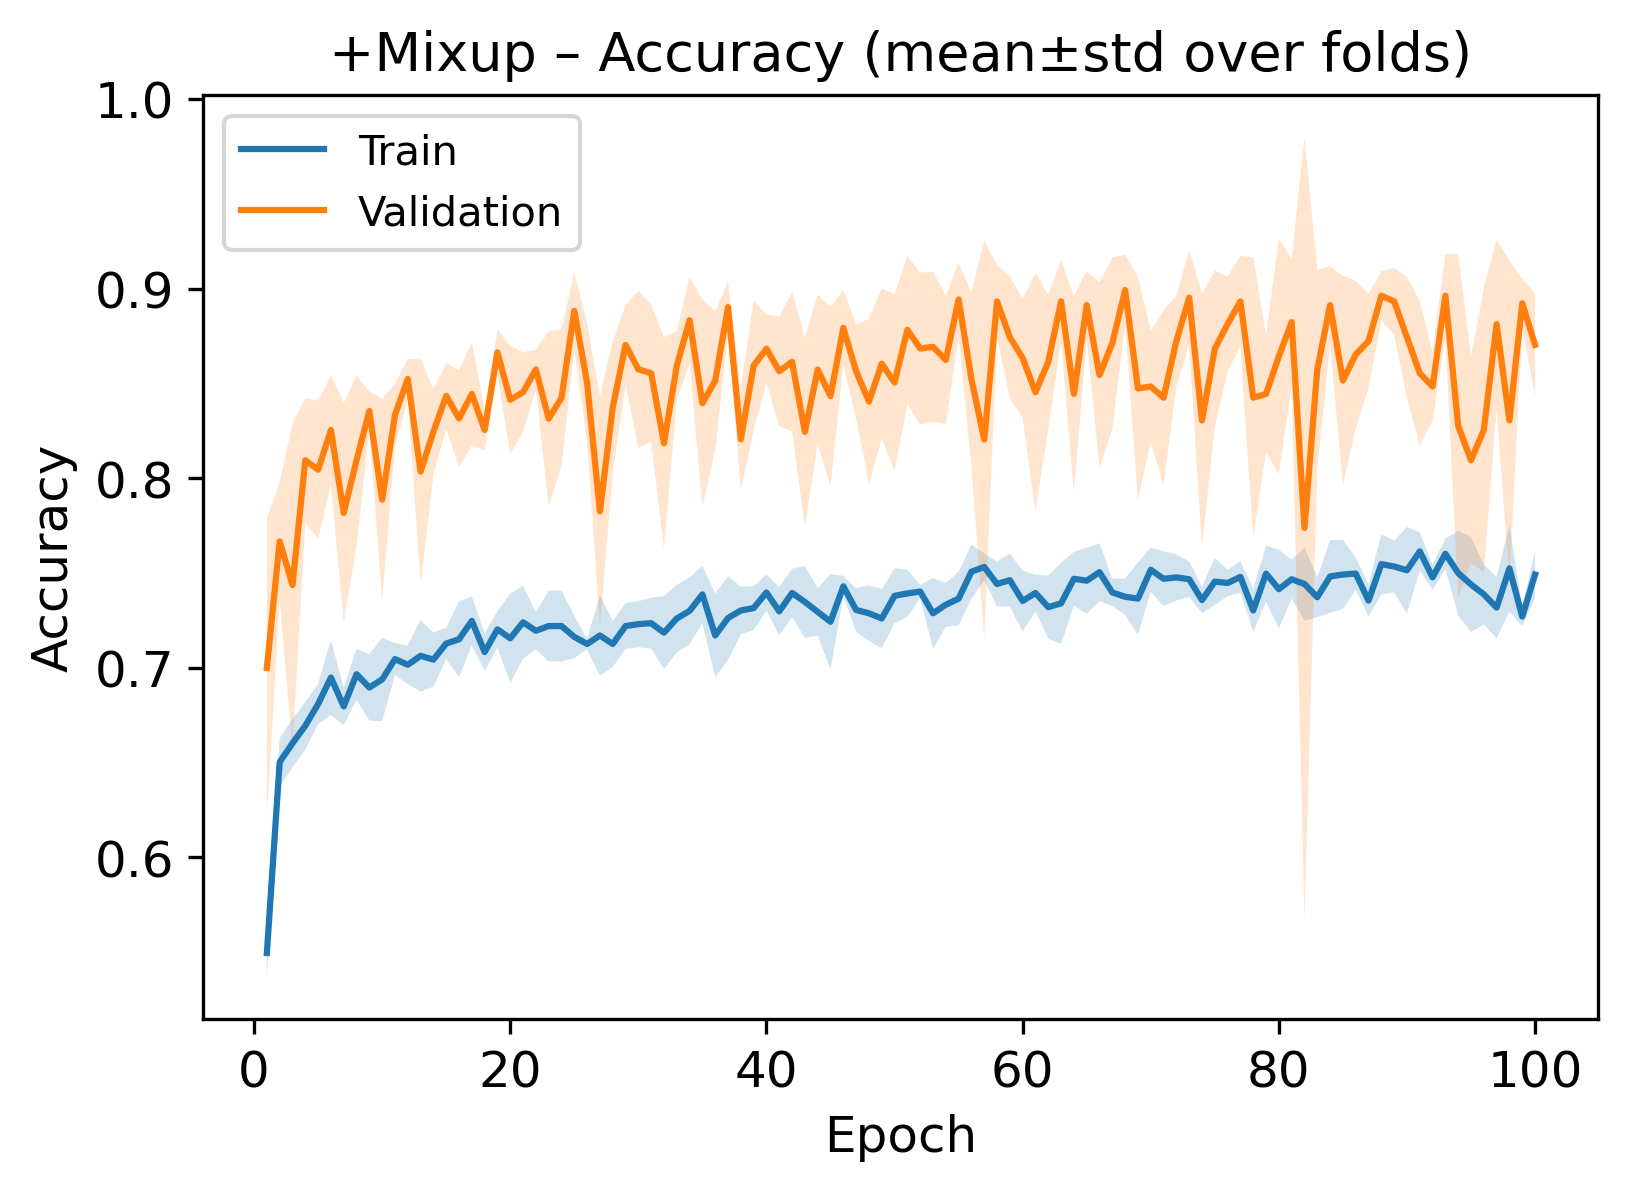 +Mixup – Accuracy (mean±std over folds)
Train
Validation
Accuracy
1.0
0.9
0.8
0.7
0.6
0 20 40 60 80 100
Epoch